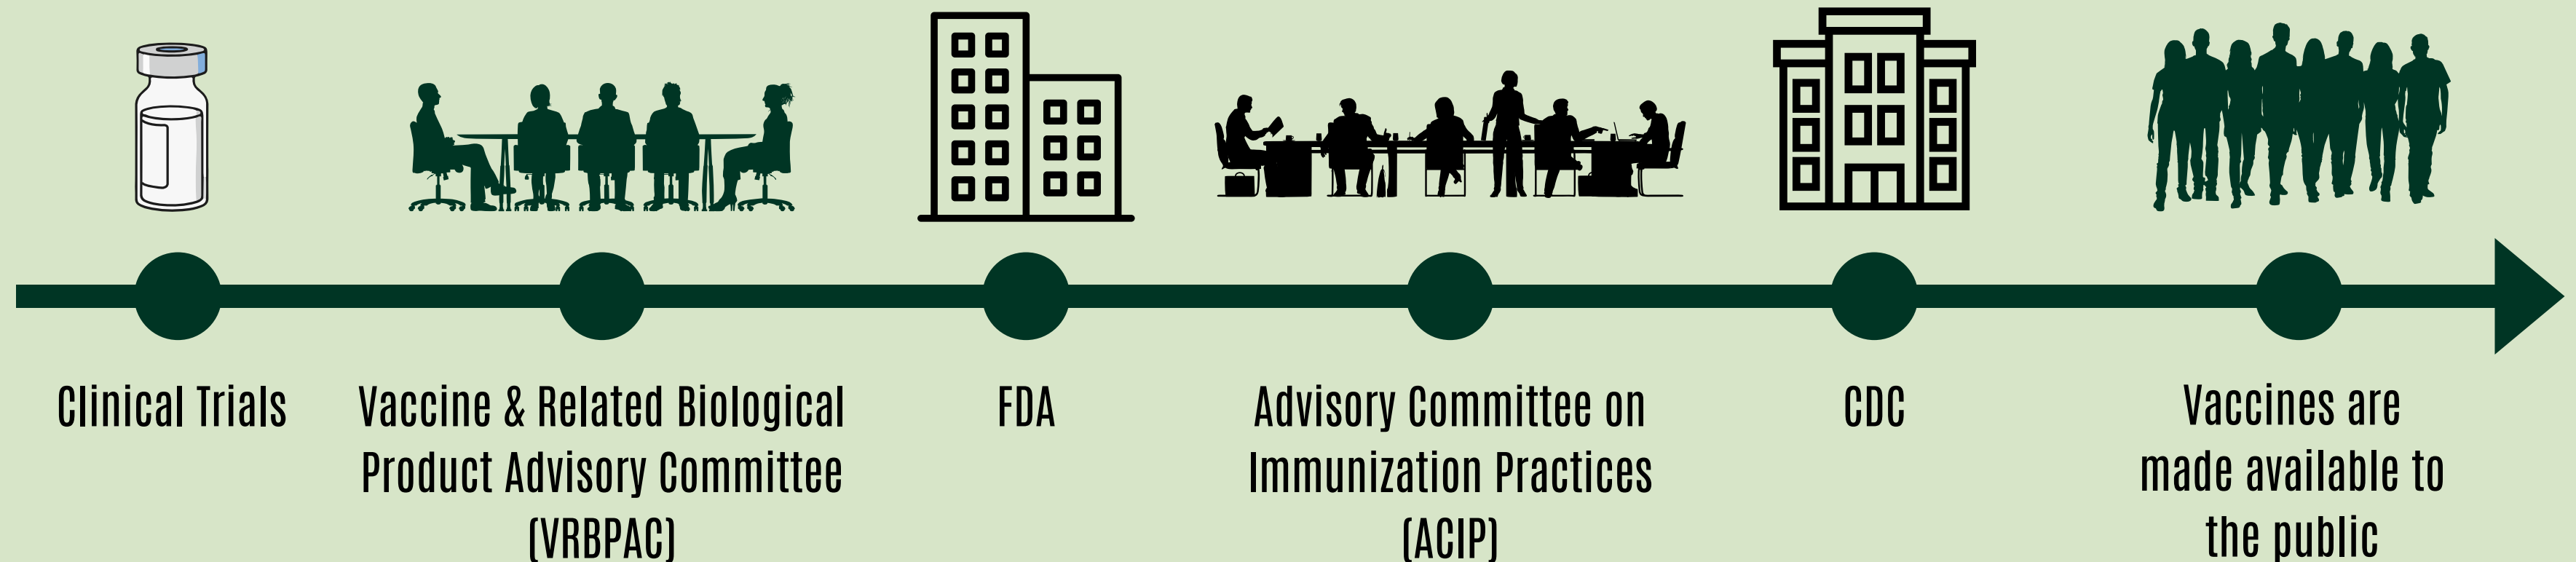 Clinical Trials
Vaccine & Related Biological
Product Advisory Committee
(VRBPAC)
FDA
Advisory Committee on
Immunization Practices
(ACIP)
CDC
Vaccines are
made available to
the public